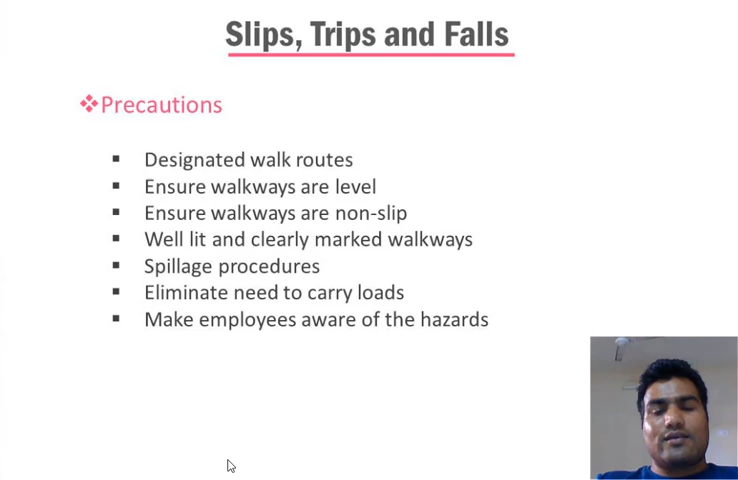 Slips, Trips and Falls
Precautions
Designated walk routes
Ensure walkways are level
Ensure walkways are non-slip
Well lit and clearly marked walkways
Spillage procedures
Eliminate need to carry loads
Make employees aware of the hazards